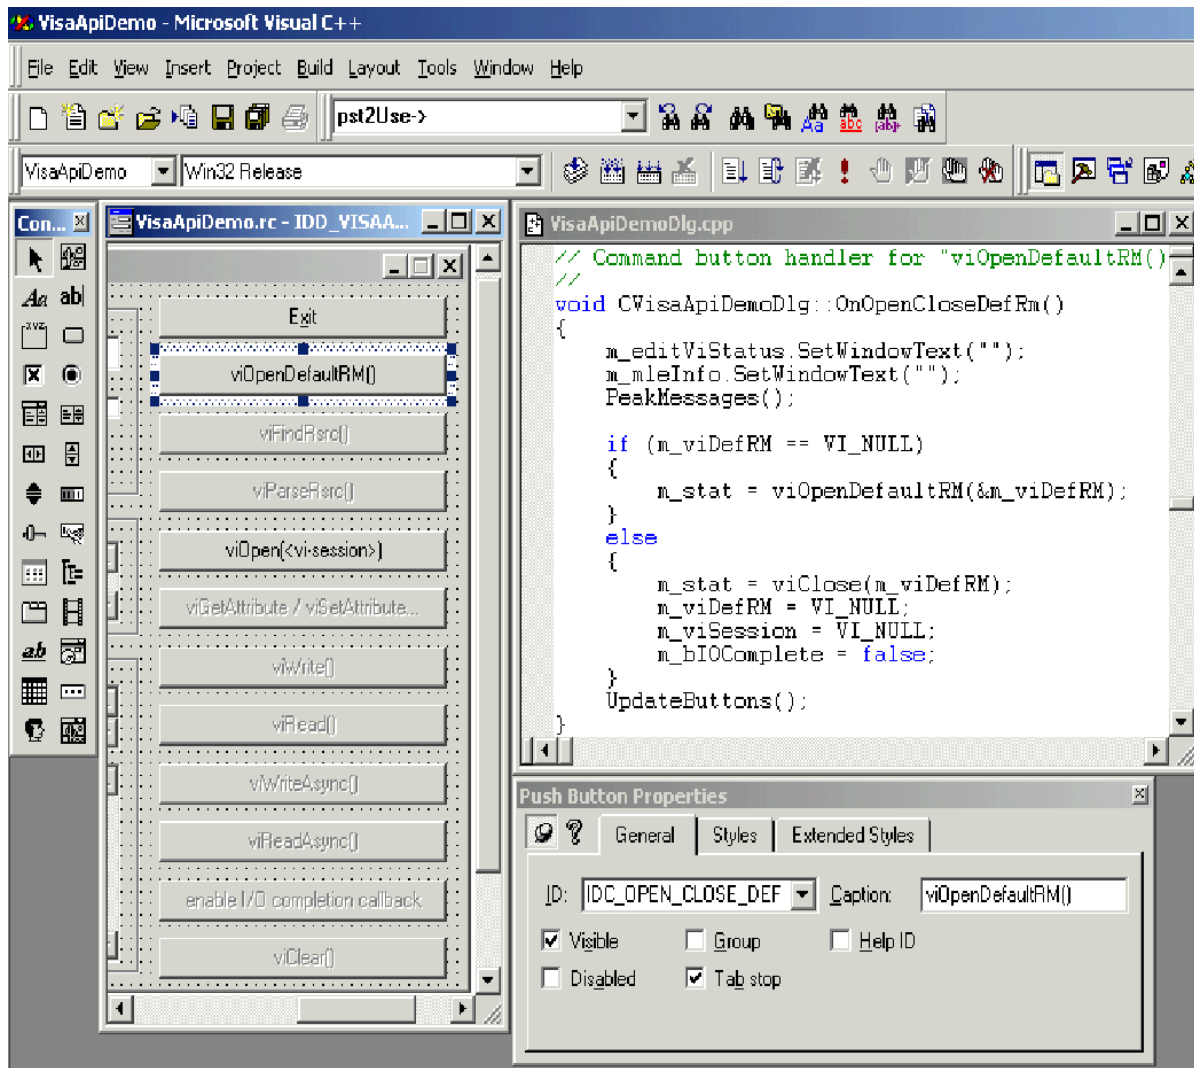 VisaApiDemo - Microsoft Visual C++
File Edit View Insert Project Build Layout Tools Window Help
pst2Use->
VisaApiDemo Win32 Release
Con...
VisaApiDemo.rc - IDD_VISAA...
Exit
viOpenDefaultRM()
viFindRsrc()
viParseRsrc()
viOpen(<vi-session>)
viGetAttribute / viSetAttribute...
viWrite()
viRead()
viWriteAsync()
viReadAsync()
enable I/O completion callback
viClear()
VisaApiDemoDlg.cpp
// Command button handler for "viOpenDefaultRM()
//
void CVisaApiDemoDlg::OnOpenCloseDefRm()
{
m_editViStatus.SetWindowText("");
m_mleInfo.SetWindowText("");
PeakMessages();
if (m_viDefRM == VI_NULL)
{
m_stat = viOpenDefaultRM(&m_viDefRM);
}
else
{
m_stat = viClose(m_viDefRM);
m_viDefRM = VI_NULL;
m_viSession = VI_NULL;
m_bIOComplete = false;
}
UpdateButtons();
}
Push Button Properties
General Styles Extended Styles
ID: IDC_OPEN_CLOSE_DEF Caption: viOpenDefaultRM()
Visible Group Help ID
Disabled Tab stop